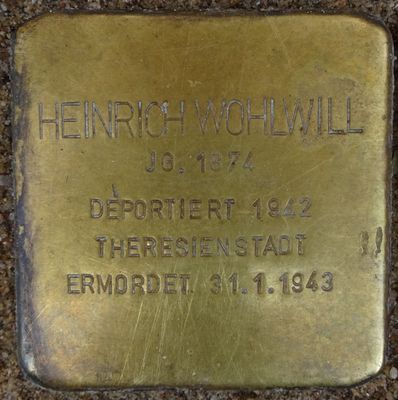 HEINRICH WOHLWILL
JG. 1874
DEPORTIERT 1942
THERESIENSTADT
ERMORDET 31.1.1943